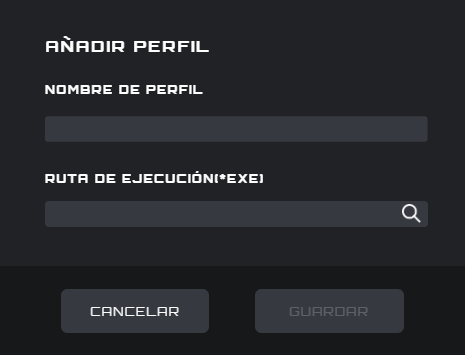 AÑADIR PERFIL
NOMBRE DE PERFIL
RUTA DE EJECUCIÓN(*EXE)
CANCELAR
GUARDAR